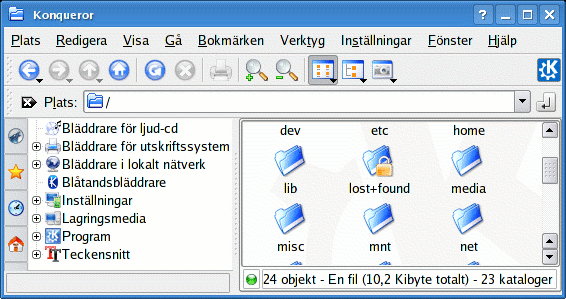 Konqueror
Plats Redigera Visa Gå Bokmärken Verktyg Inställningar Fönster Hjälp
Plats: /
Bläddrare för ljud-cd
Bläddrare för utskriftssystem
Bläddrare i lokalt nätverk
Blåtandsbläddrare
Inställningar
Lagringsmedia
Program
Teckensnitt
dev etc home
lib lost+found media
misc mnt net
24 objekt - En fil (10,2 Kibyte totalt) - 23 kataloger